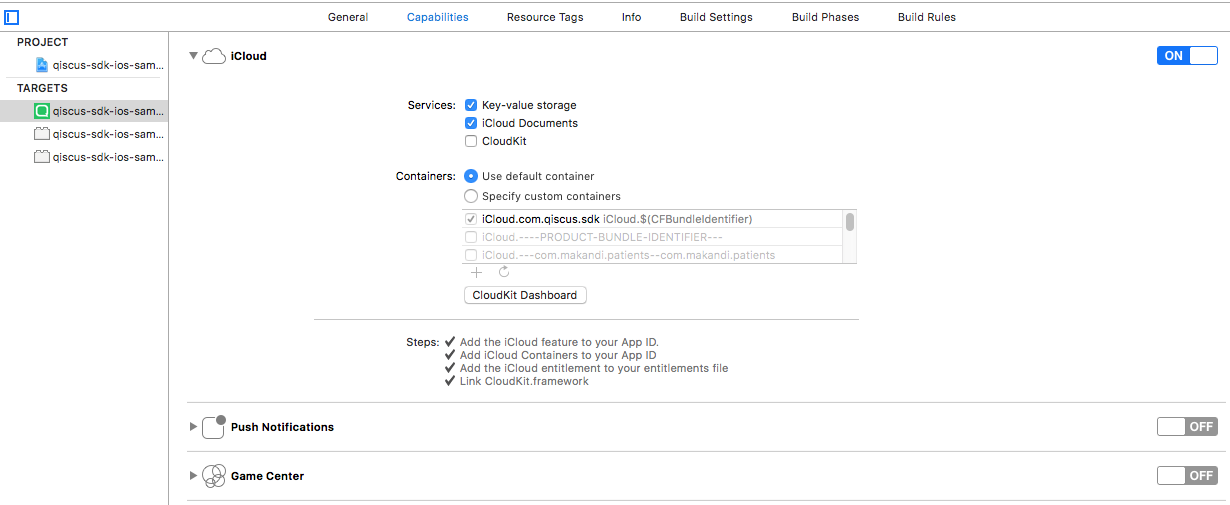 General Capabilities Resource Tags Info Build Settings Build Phases Build Rules
PROJECT
qiscus-sdk-ios-sam...
TARGETS
qiscus-sdk-ios-sam...
qiscus-sdk-ios-sam...
qiscus-sdk-ios-sam...
iCloud ON
Services: Key-value storage
iCloud Documents
CloudKit
Containers: Use default container
Specify custom containers
iCloud.com.qiscus.sdk iCloud.$(CFBundleIdentifier)
iCloud.----PRODUCT-BUNDLE-IDENTIFIER---
iCloud.---com.makandi.patients--com.makandi.patients
CloudKit Dashboard
Steps: Add the iCloud feature to your App ID.
Add iCloud Containers to your App ID
Add the iCloud entitlement to your entitlements file
Link CloudKit.framework
Push Notifications OFF
Game Center OFF